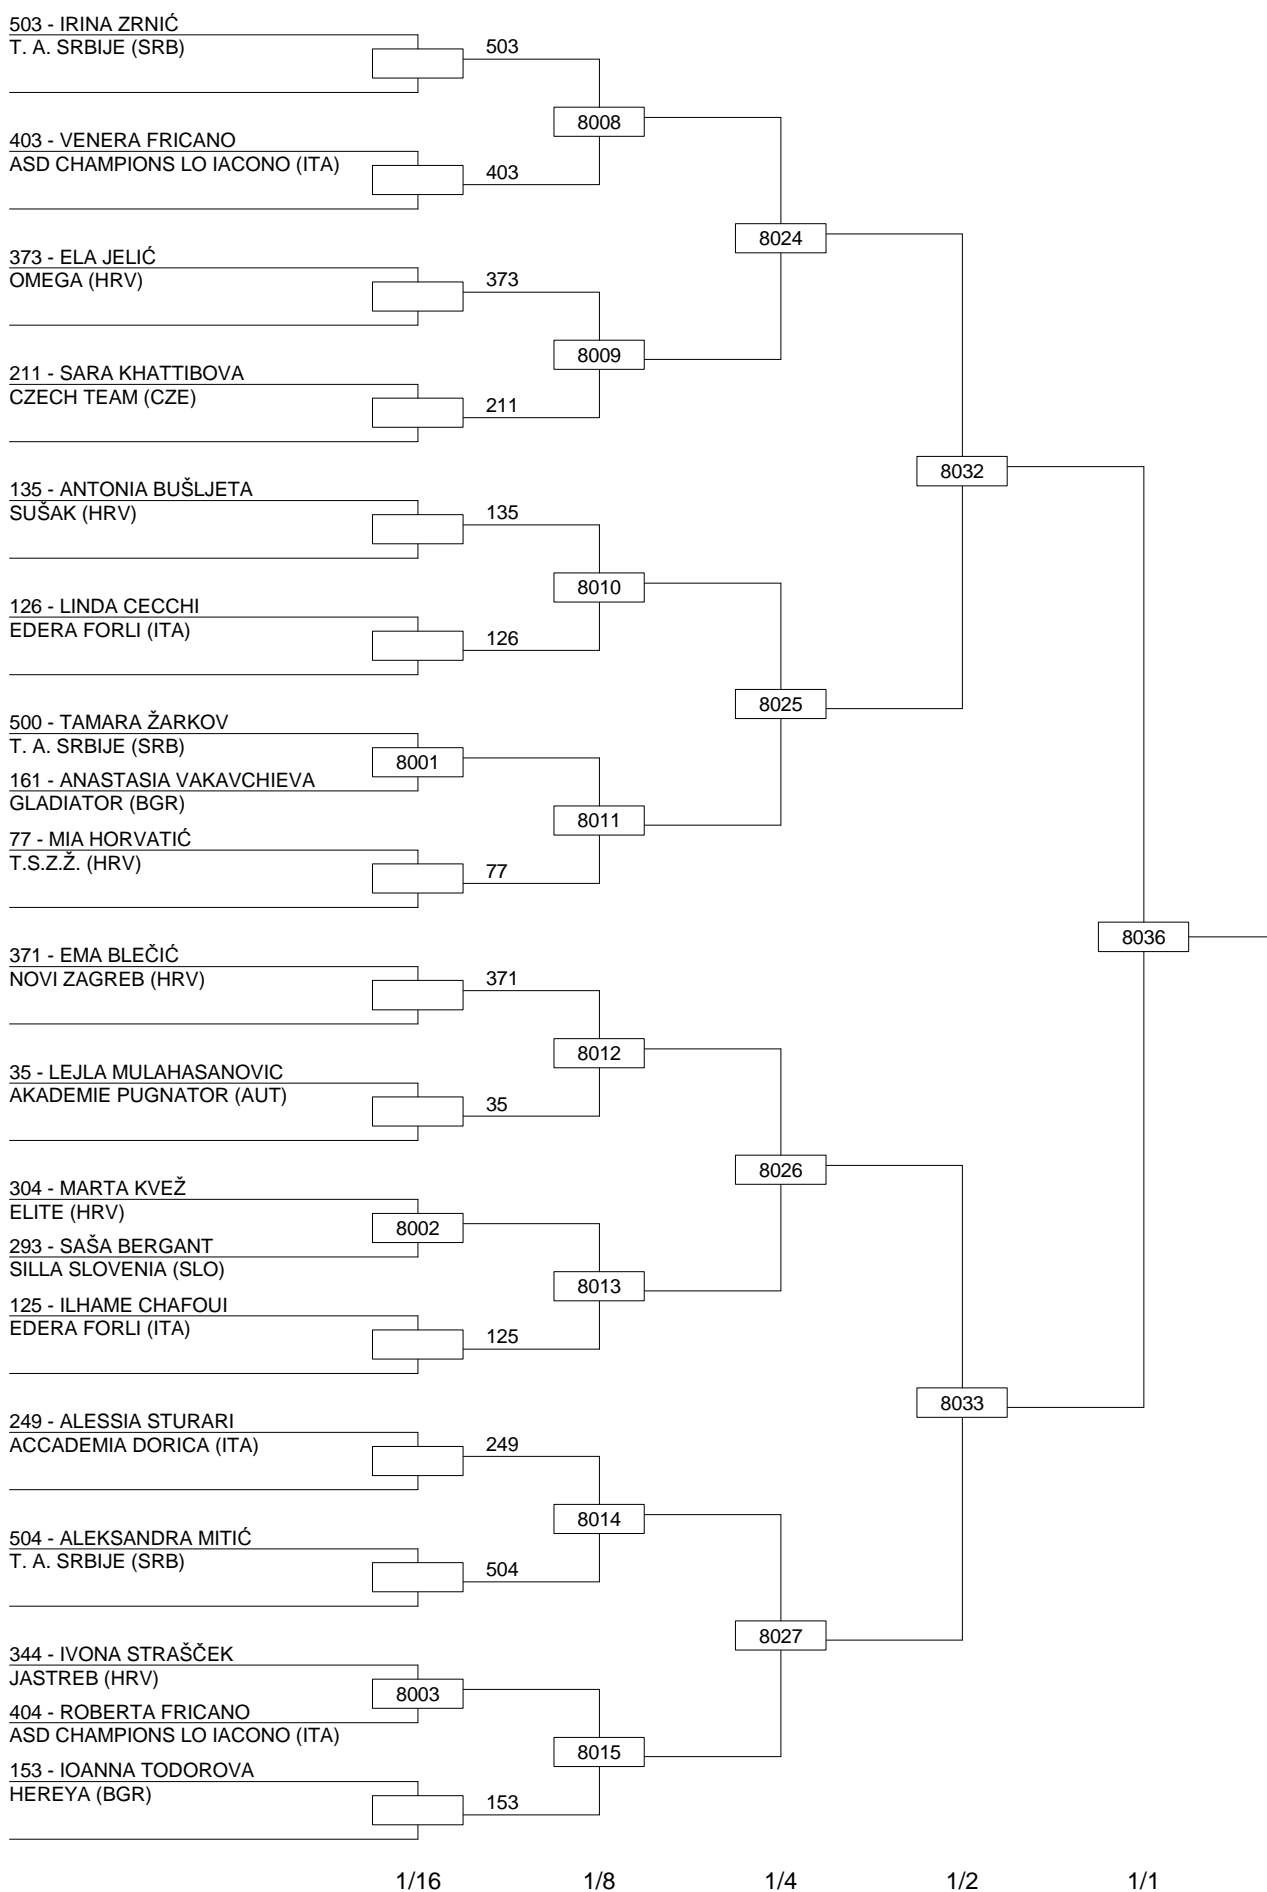 503 - IRINA ZRNIĆ
T. A. SRBIJE (SRB)
503
8008
403 - VENERA FRICANO
ASD CHAMPIONS LO IACONO (ITA)
403
8024
373 - ELA JELIĆ
OMEGA (HRV)
373
8009
211 - SARA KHATTIBOVA
CZECH TEAM (CZE)
211
8032
135 - ANTONIA BUŠLJETA
SUŠAK (HRV)
135
8010
126 - LINDA CECCHI
EDERA FORLI (ITA)
126
8025
500 - TAMARA ŽARKOV
T. A. SRBIJE (SRB)
8001
161 - ANASTASIA VAKAVCHIEVA
GLADIATOR (BGR)
8011
77 - MIA HORVATIĆ
T.S.Z.Ž. (HRV)
77
8036
371 - EMA BLEČIĆ
NOVI ZAGREB (HRV)
371
8012
35 - LEJLA MULAHASANOVIC
AKADEMIE PUGNATOR (AUT)
35
8026
304 - MARTA KVEŽ
ELITE (HRV)
8002
293 - SAŠA BERGANT
SILLA SLOVENIA (SLO)
8013
125 - ILHAME CHAFOUI
EDERA FORLI (ITA)
125
8033
249 - ALESSIA STURARI
ACCADEMIA DORICA (ITA)
249
8014
504 - ALEKSANDRA MITIĆ
T. A. SRBIJE (SRB)
504
8027
344 - IVONA STRAŠČEK
JASTREB (HRV)
8003
404 - ROBERTA FRICANO
ASD CHAMPIONS LO IACONO (ITA)
8015
153 - IOANNA TODOROVA
HEREYA (BGR)
153
1/16 1/8 1/4 1/2 1/1